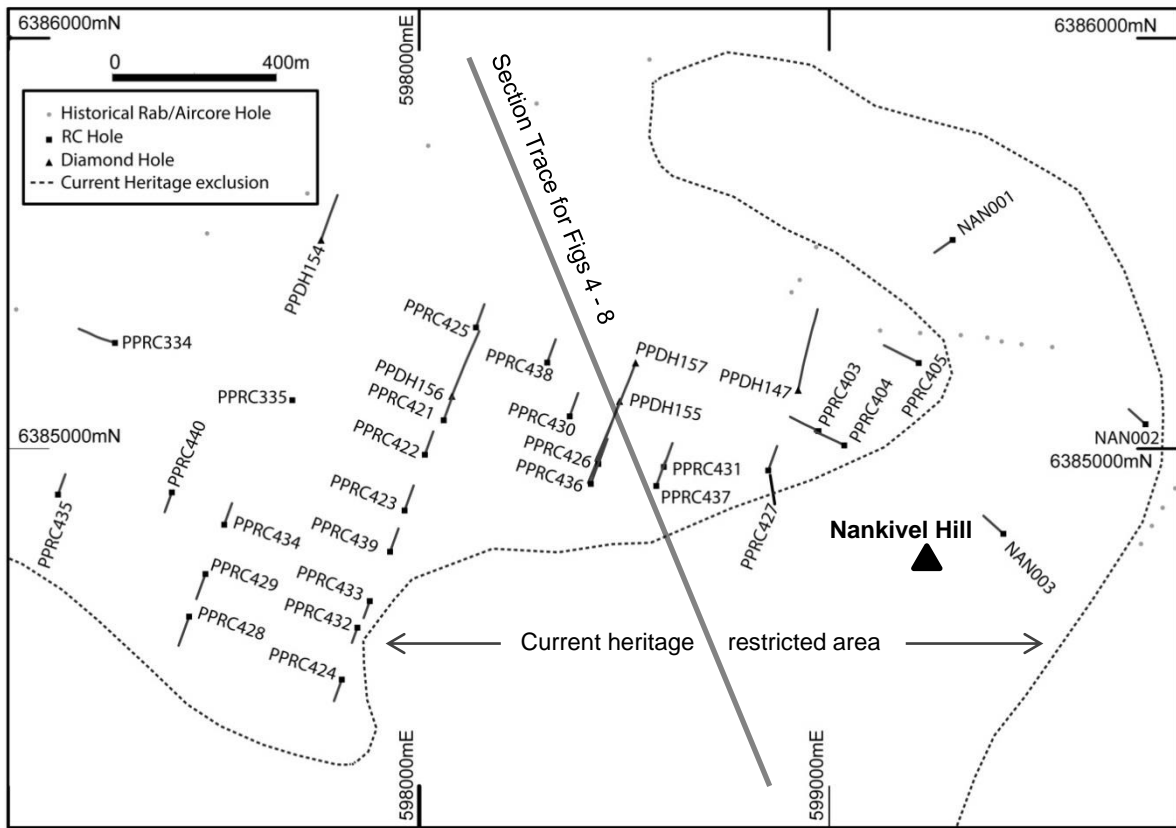 6386000mN
6386000mN
0 400m
598000mE
Section Trace for Figs 4 - 8
Historical Rab/Aircore Hole
RC Hole
Diamond Hole
Current Heritage exclusion
NAN001
PPDH154
PPRC334
PPRC425
PPRC438
PPDH157
PPDH147
PPRC403
PPRC404
PPRC405
PPRC335
PPDH156
PPRC421
PPDH155
PPRC430
NAN002
6385000mN
6385000mN
PPRC440
PPRC422
PPRC426
PPRC436
PPRC431
PPRC437
PPRC435
PPRC423
PPRC427
PPRC434
PPRC439
Nankivel Hill
NAN003
PPRC429
PPRC433
PPRC428
PPRC432
Current heritage restricted area
PPRC424
598000mE
599000mE